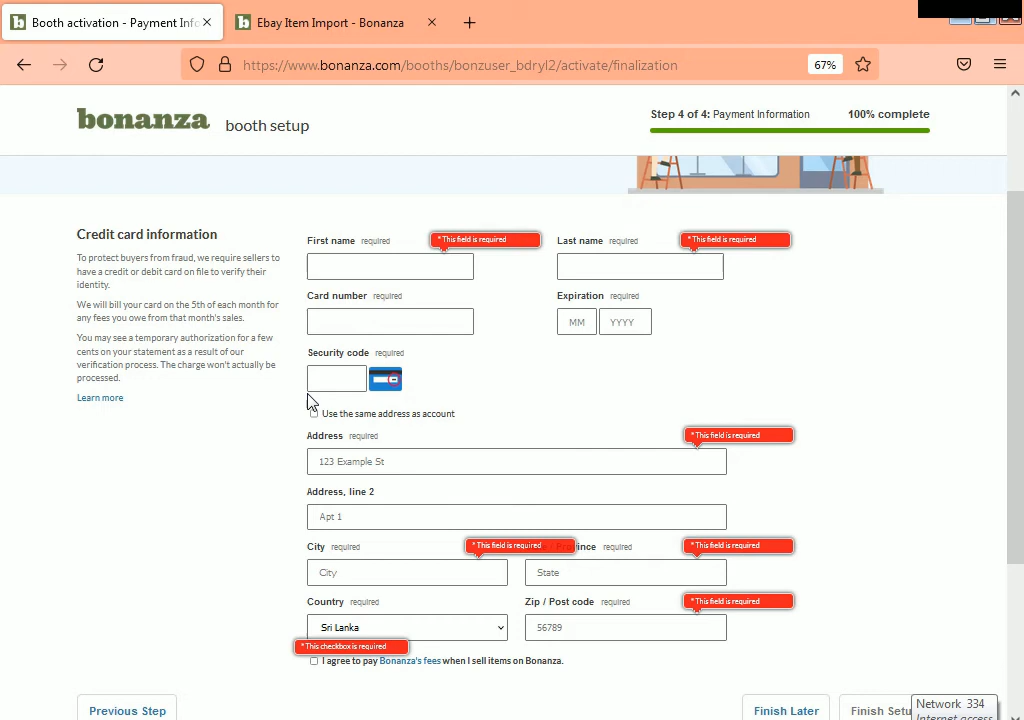 Booth activation - Payment Info
Ebay Item Import - Bonanza
https://www.bonanza.com/booths/bonzuser_bdryl2/activate/finalization
67%
bonanza booth setup
Step 4 of 4: Payment Information 100% complete
Credit card information
To protect buyers from fraud, we require sellers to
have a credit or debit card on file to verify their
identity.
We will bill your card on the 5th of each month for
any fees you owe from that month's sales.
You may see a temporary authorization for a few
cents on your statement as a result of our
verification process. The charge won't actually be
processed.
Learn more
First name required * This field is required
Last name required * This field is required
Card number required
Expiration required
MM YYYY
Security code required
Use the same address as account
Address required * This field is required
123 Example St
Address, line 2
Apt 1
City required * This field is required
required * This field is required
City
State
Country required
Zip / Post code required * This field is required
Sri Lanka
56789
* This checkbox is required
I agree to pay Bonanza's fees when I sell items on Bonanza.
Previous Step
Finish Later
Finish Setu
Network 334
Internet access